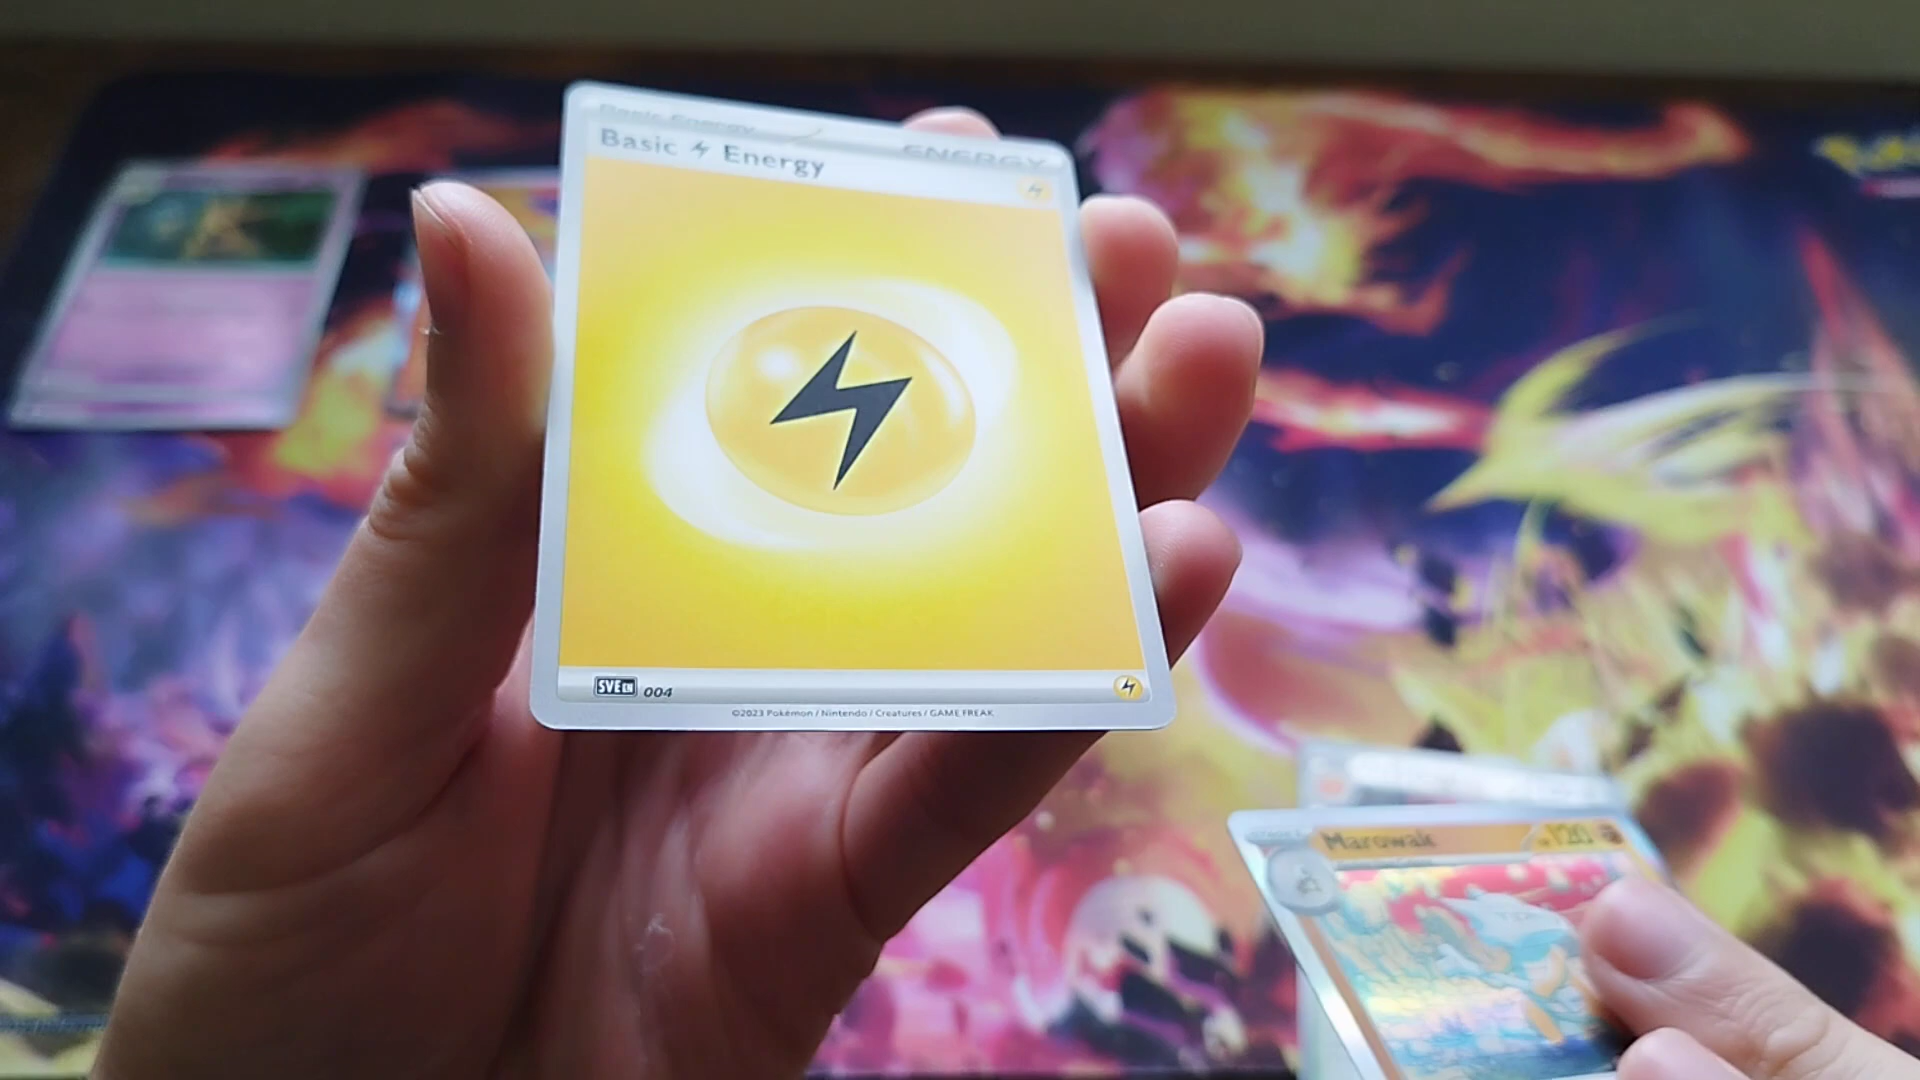 Basic Energy
ENERGY
Basic Energy
SVE EN 004
©2023 Pokémon / Nintendo / Creatures / GAME FREAK
Marowak
120